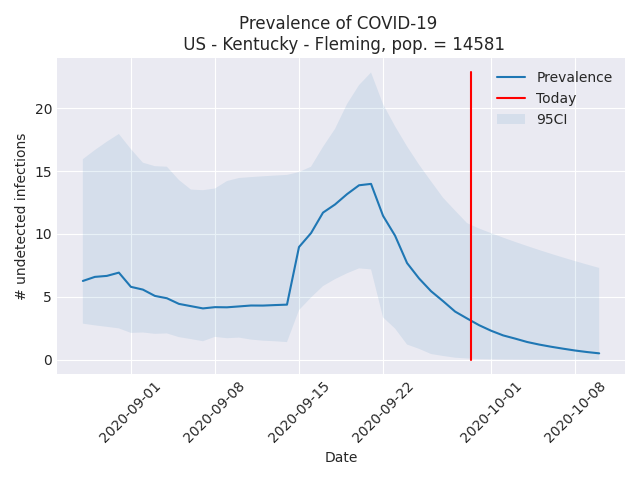 Prevalence of COVID-19
US - Kentucky - Fleming, pop. = 14581
Prevalence
Today
95CI
# undetected infections
20
15
10
5
0
2020-09-01
2020-09-08
2020-09-15
2020-09-22
2020-10-01
2020-10-08
Date